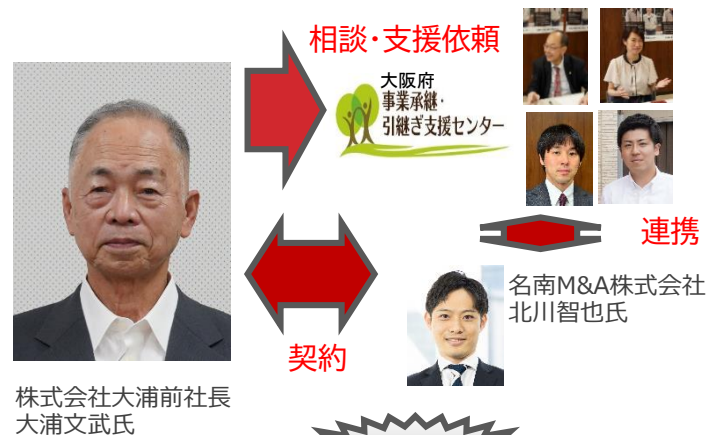 相談・支援依頼
大阪府
事業承継・
引継ぎ支援センター
連携
名南M&A株式会社
北川智也氏
契約
株式会社大浦前社長
大浦文武氏